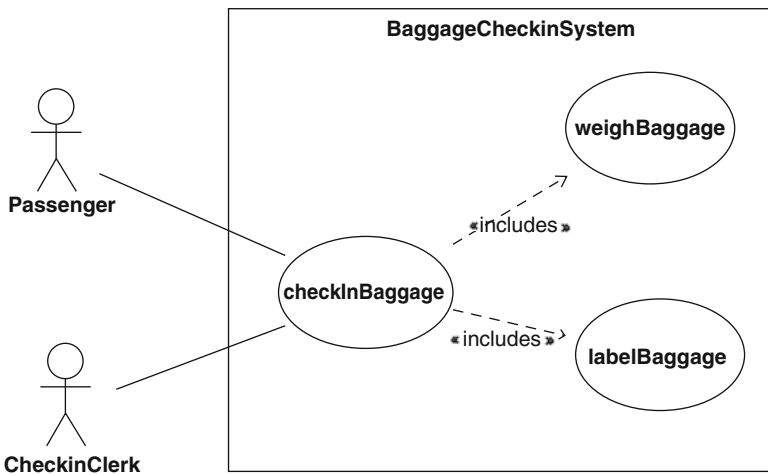 BaggageCheckinSystem
weighBaggage
Passenger
«includes»
checkInBaggage
«includes»
labelBaggage
CheckinClerk